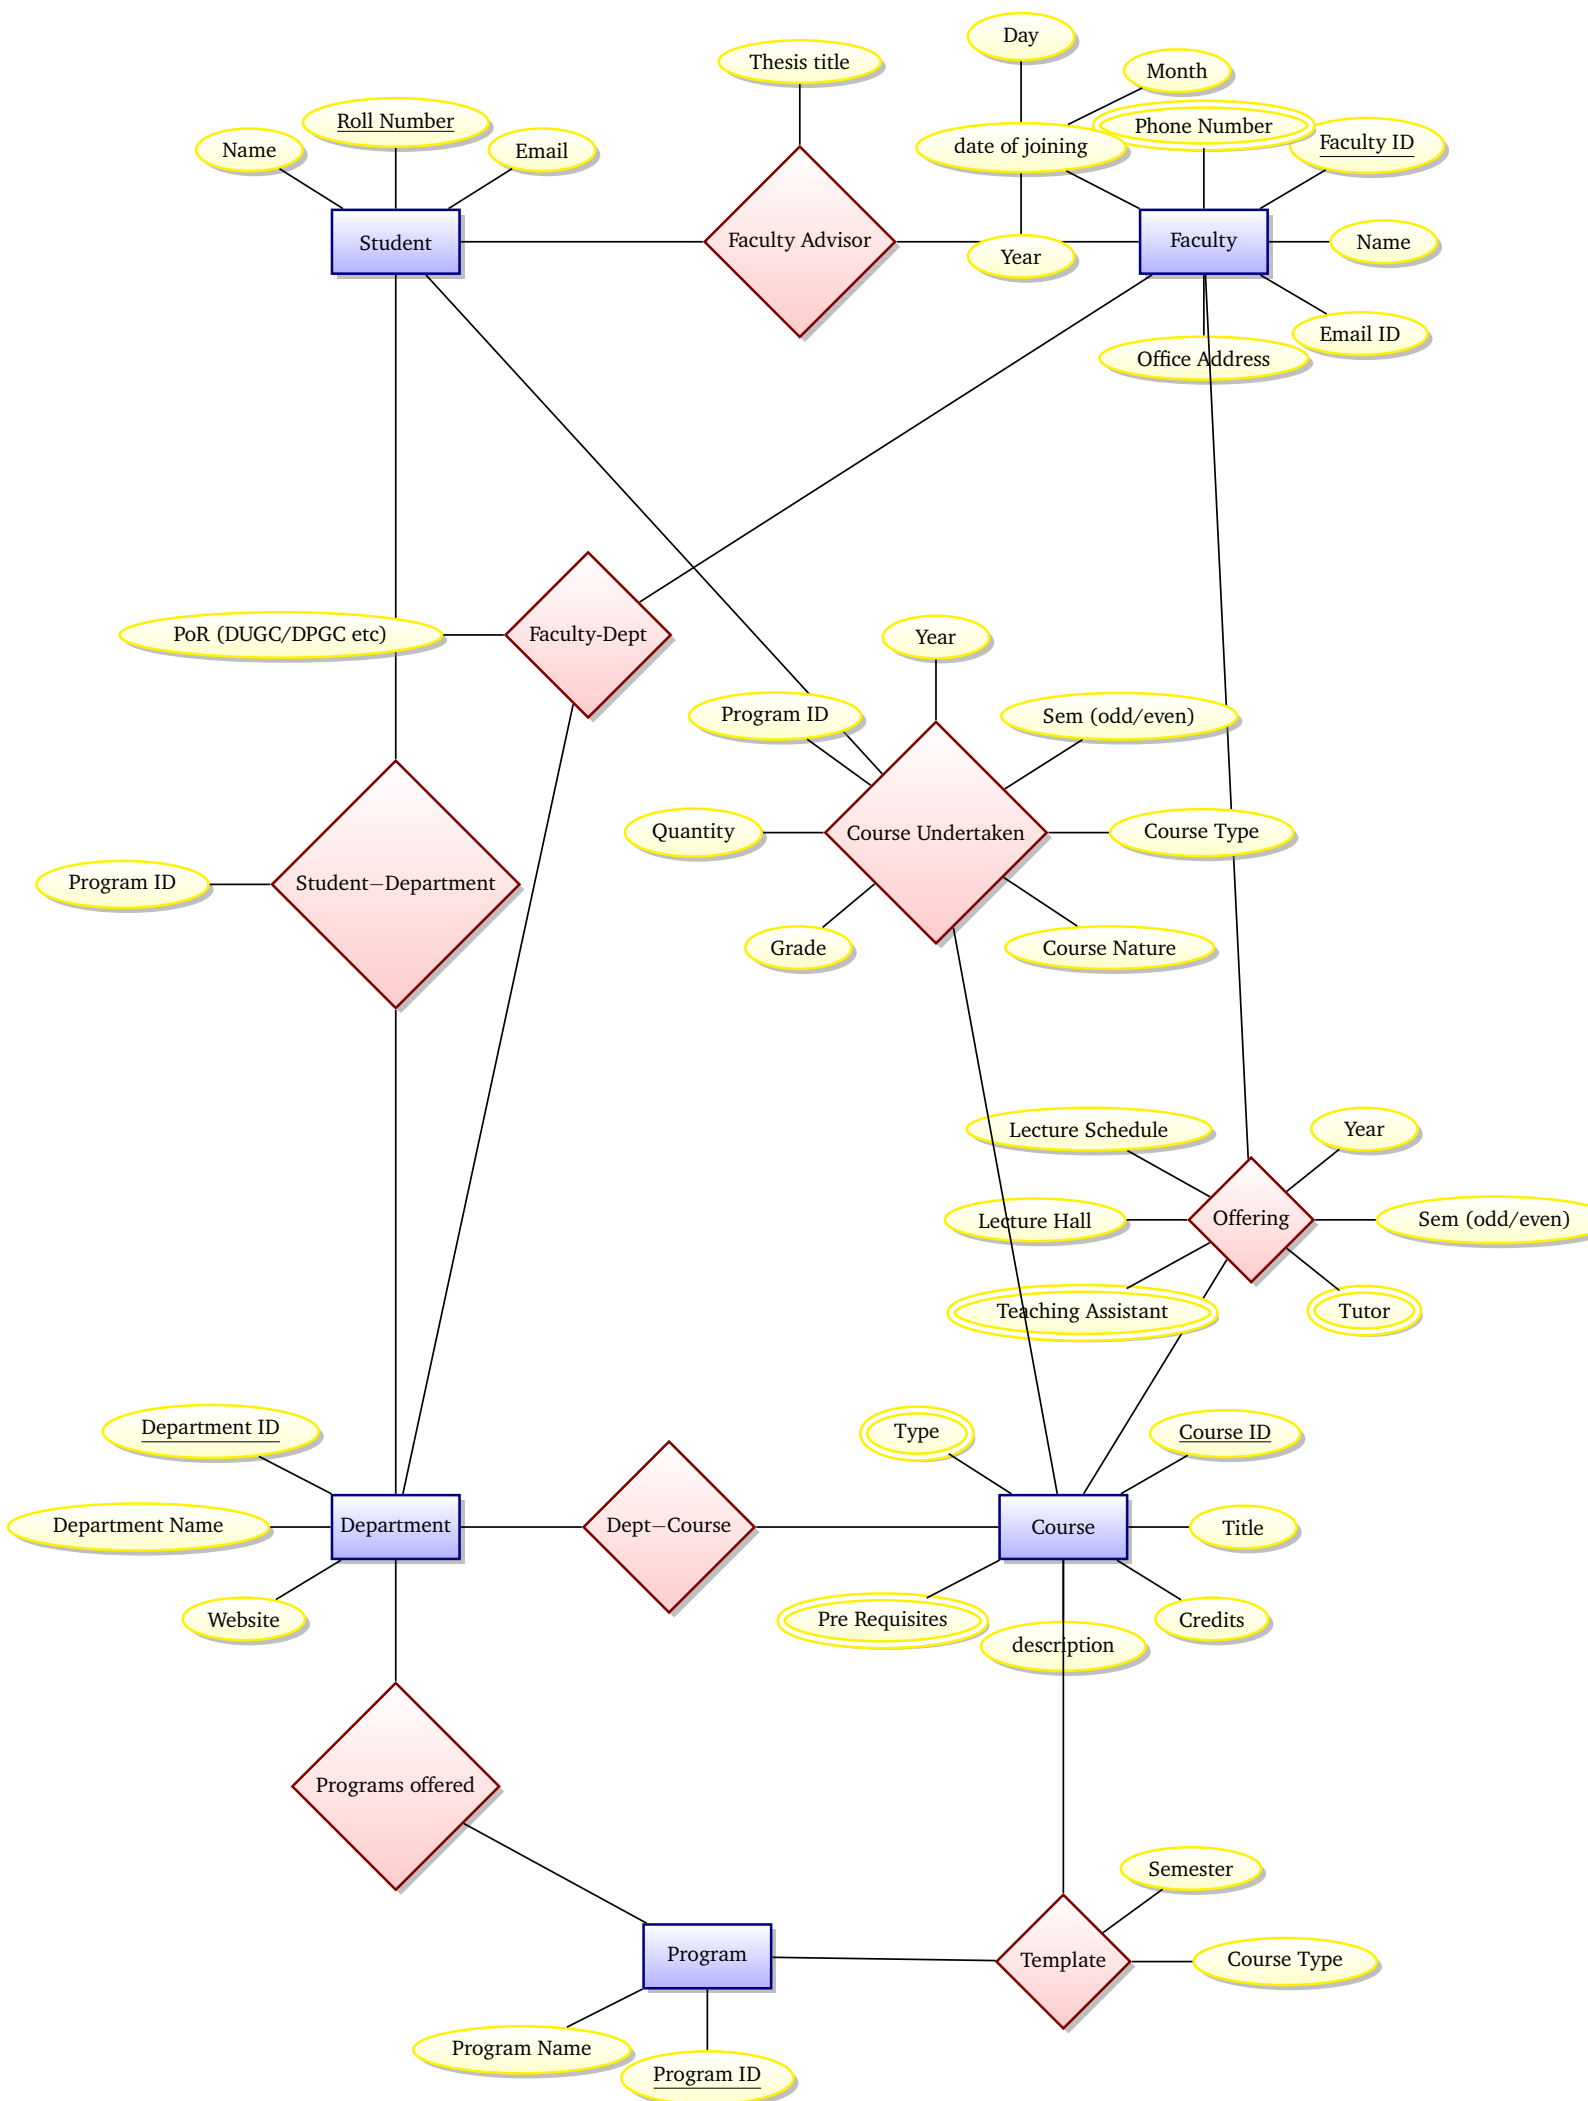 Day
Thesis title
Month
Roll Number
Phone Number
Faculty ID
Name
Email
date of joining
Student
Faculty Advisor
Faculty
Name
Year
Email ID
Office Address
PoR (DUGC/DPGC etc)
Faculty-Dept
Year
Program ID
Sem (odd/even)
Quantity
Course Undertaken
Course Type
Program ID
Student−Department
Grade
Course Nature
Lecture Schedule
Year
Lecture Hall
Offering
Sem (odd/even)
Teaching Assistant
Tutor
Department ID
Type
Course ID
Department Name
Department
Dept−Course
Course
Title
Website
Pre Requisites
Credits
description
Programs offered
Semester
Program
Template
Course Type
Program Name
Program ID